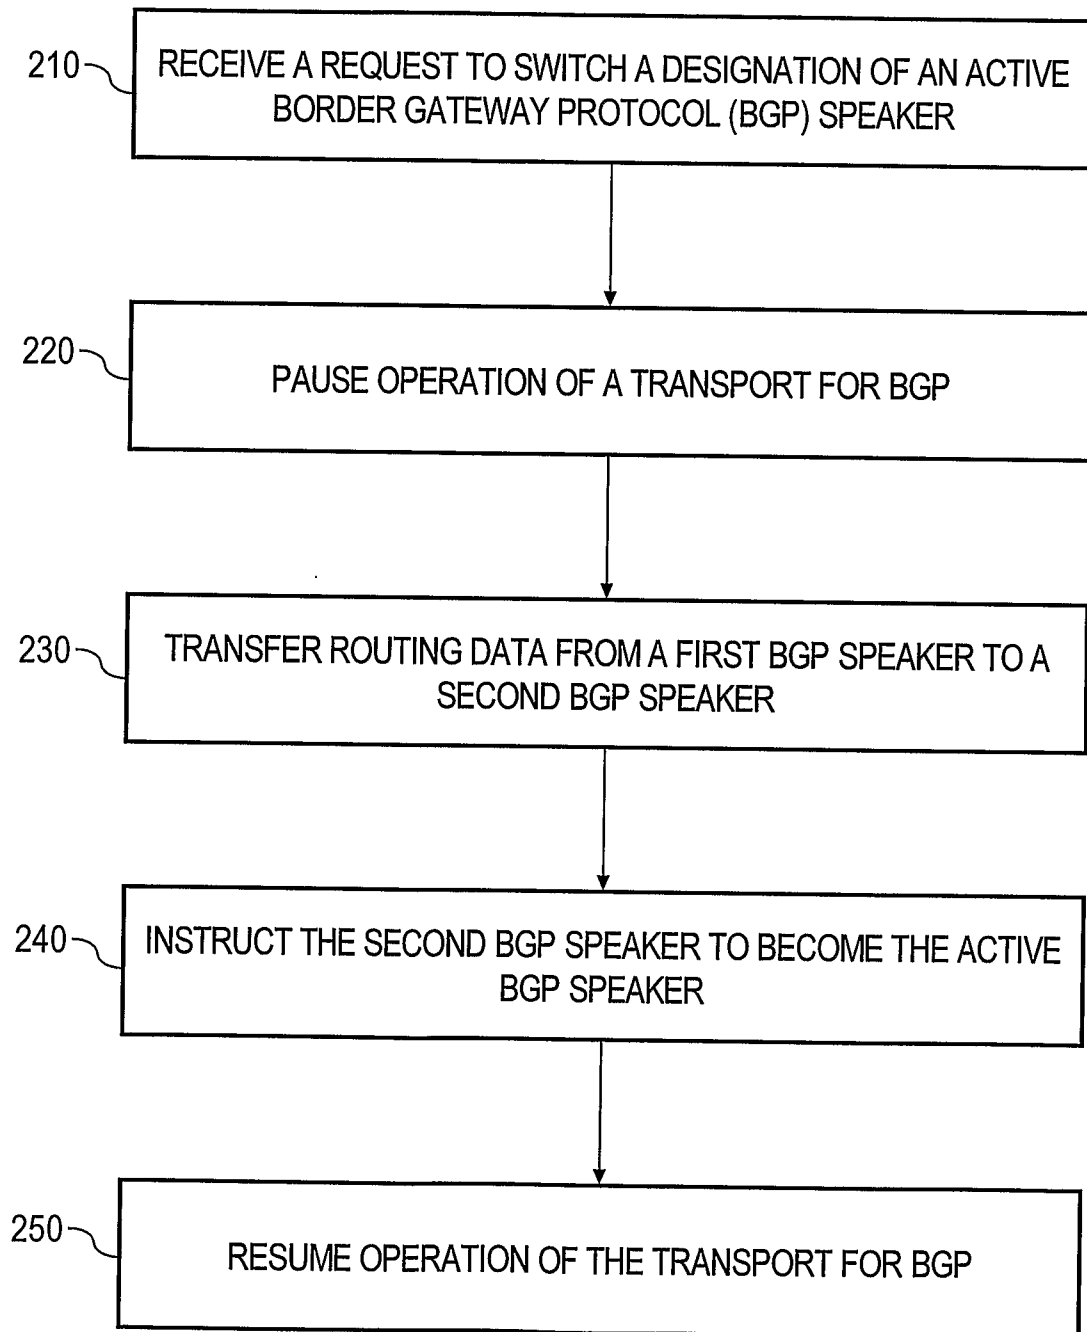 210
RECEIVE A REQUEST TO SWITCH A DESIGNATION OF AN ACTIVE
BORDER GATEWAY PROTOCOL (BGP) SPEAKER
220
PAUSE OPERATION OF A TRANSPORT FOR BGP
230
TRANSFER ROUTING DATA FROM A FIRST BGP SPEAKER TO A
SECOND BGP SPEAKER
240
INSTRUCT THE SECOND BGP SPEAKER TO BECOME THE ACTIVE
BGP SPEAKER
250
RESUME OPERATION OF THE TRANSPORT FOR BGP